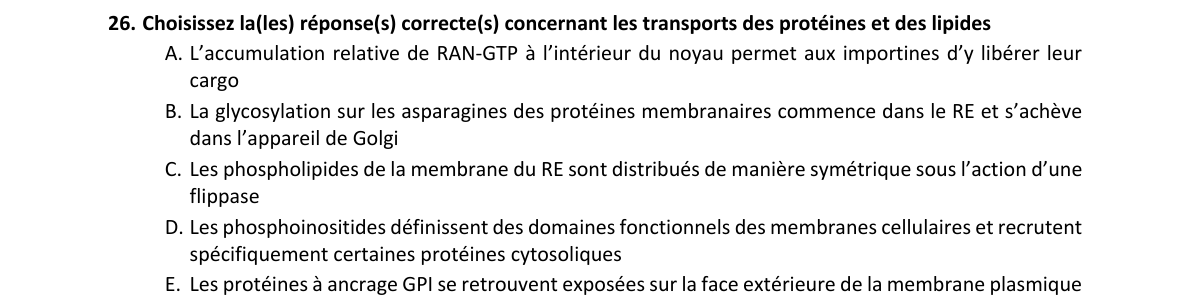 26. Choisissez la(les) réponse(s) correcte(s) concernant les transports des protéines et des lipides
A. L’accumulation relative de RAN-GTP à l’intérieur du noyau permet aux importines d’y libérer leur
cargo
B. La glycosylation sur les asparagines des protéines membranaires commence dans le RE et s’achève
dans l’appareil de Golgi
C. Les phospholipides de la membrane du RE sont distribués de manière symétrique sous l’action d’une
flippase
D. Les phosphoinositides définissent des domaines fonctionnels des membranes cellulaires et recrutent
spécifiquement certaines protéines cytosoliques
E. Les protéines à ancrage GPI se retrouvent exposées sur la face extérieure de la membrane plasmique